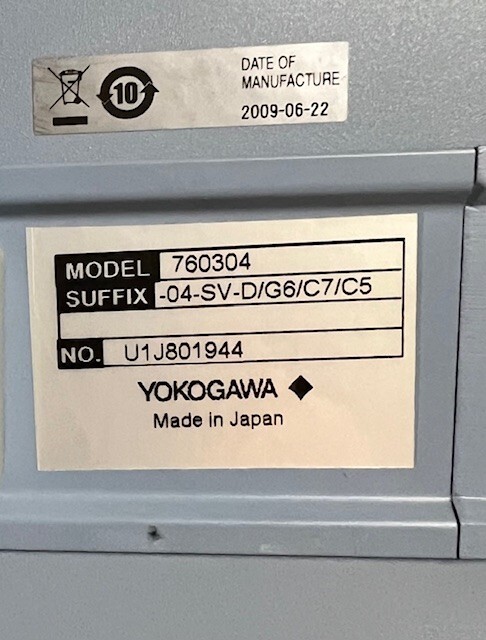 10
DATE OF
MANUFACTURE
2009-06-22
MODEL 760304
SUFFIX -04-SV-D/G6/C7/C5
NO. U1J801944
YOKOGAWA
Made in Japan